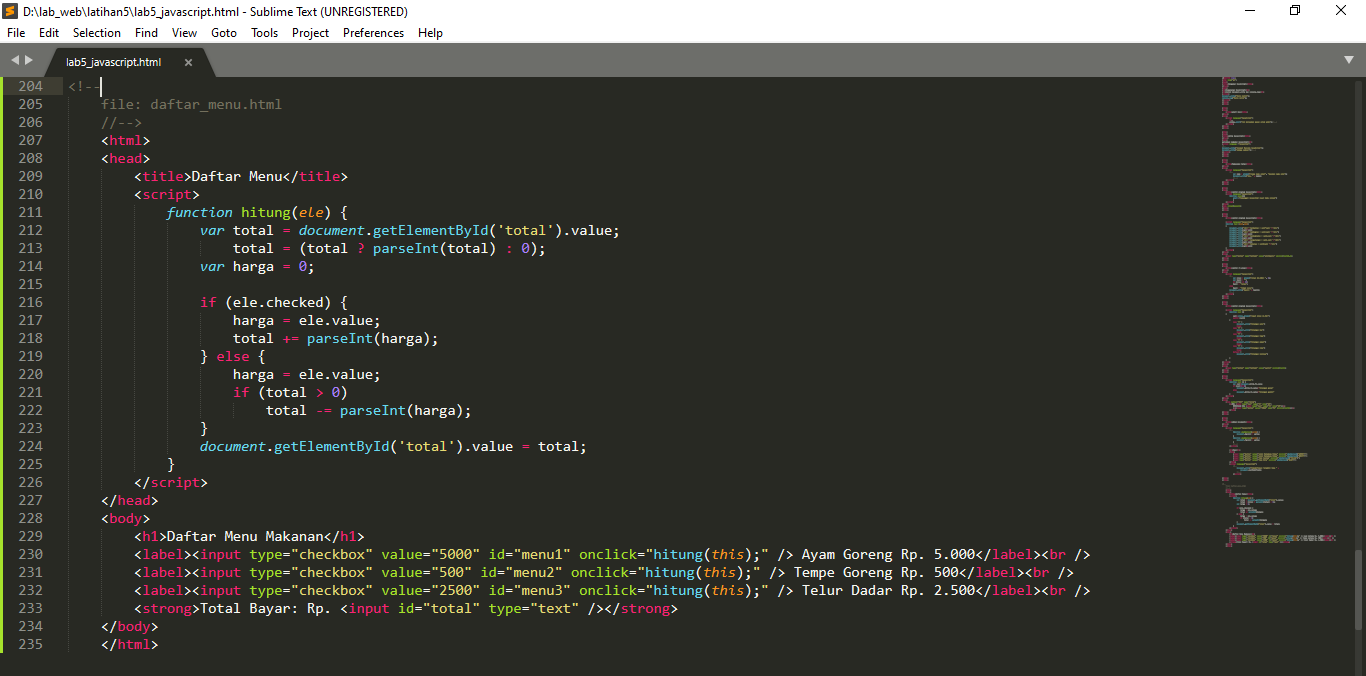 D:\lab_web\latihan5\lab5_javascript.html - Sublime Text (UNREGISTERED)
File Edit Selection Find View Goto Tools Project Preferences Help
lab5_javascript.html
204 <!--
205 file: daftar_menu.html
206 //-->
207 <html>
208 <head>
209 <title>Daftar Menu</title>
210 <script>
211 function hitung(ele) {
212 var total = document.getElementById('total').value;
213 total = (total ? parseInt(total) : 0);
214 var harga = 0;
215
216 if (ele.checked) {
217 harga = ele.value;
218 total += parseInt(harga);
219 } else {
220 harga = ele.value;
221 if (total > 0)
222 total -= parseInt(harga);
223 }
224 document.getElementById('total').value = total;
225 }
226 </script>
227 </head>
228 <body>
229 <h1>Daftar Menu Makanan</h1>
230 <label><input type="checkbox" value="5000" id="menu1" onclick="hitung(this);" /> Ayam Goreng Rp. 5.000</label><br />
231 <label><input type="checkbox" value="500" id="menu2" onclick="hitung(this);" /> Tempe Goreng Rp. 500</label><br />
232 <label><input type="checkbox" value="2500" id="menu3" onclick="hitung(this);" /> Telur Dadar Rp. 2.500</label><br />
233 <strong>Total Bayar: Rp. <input id="total" type="text" /></strong>
234 </body>
235 </html>